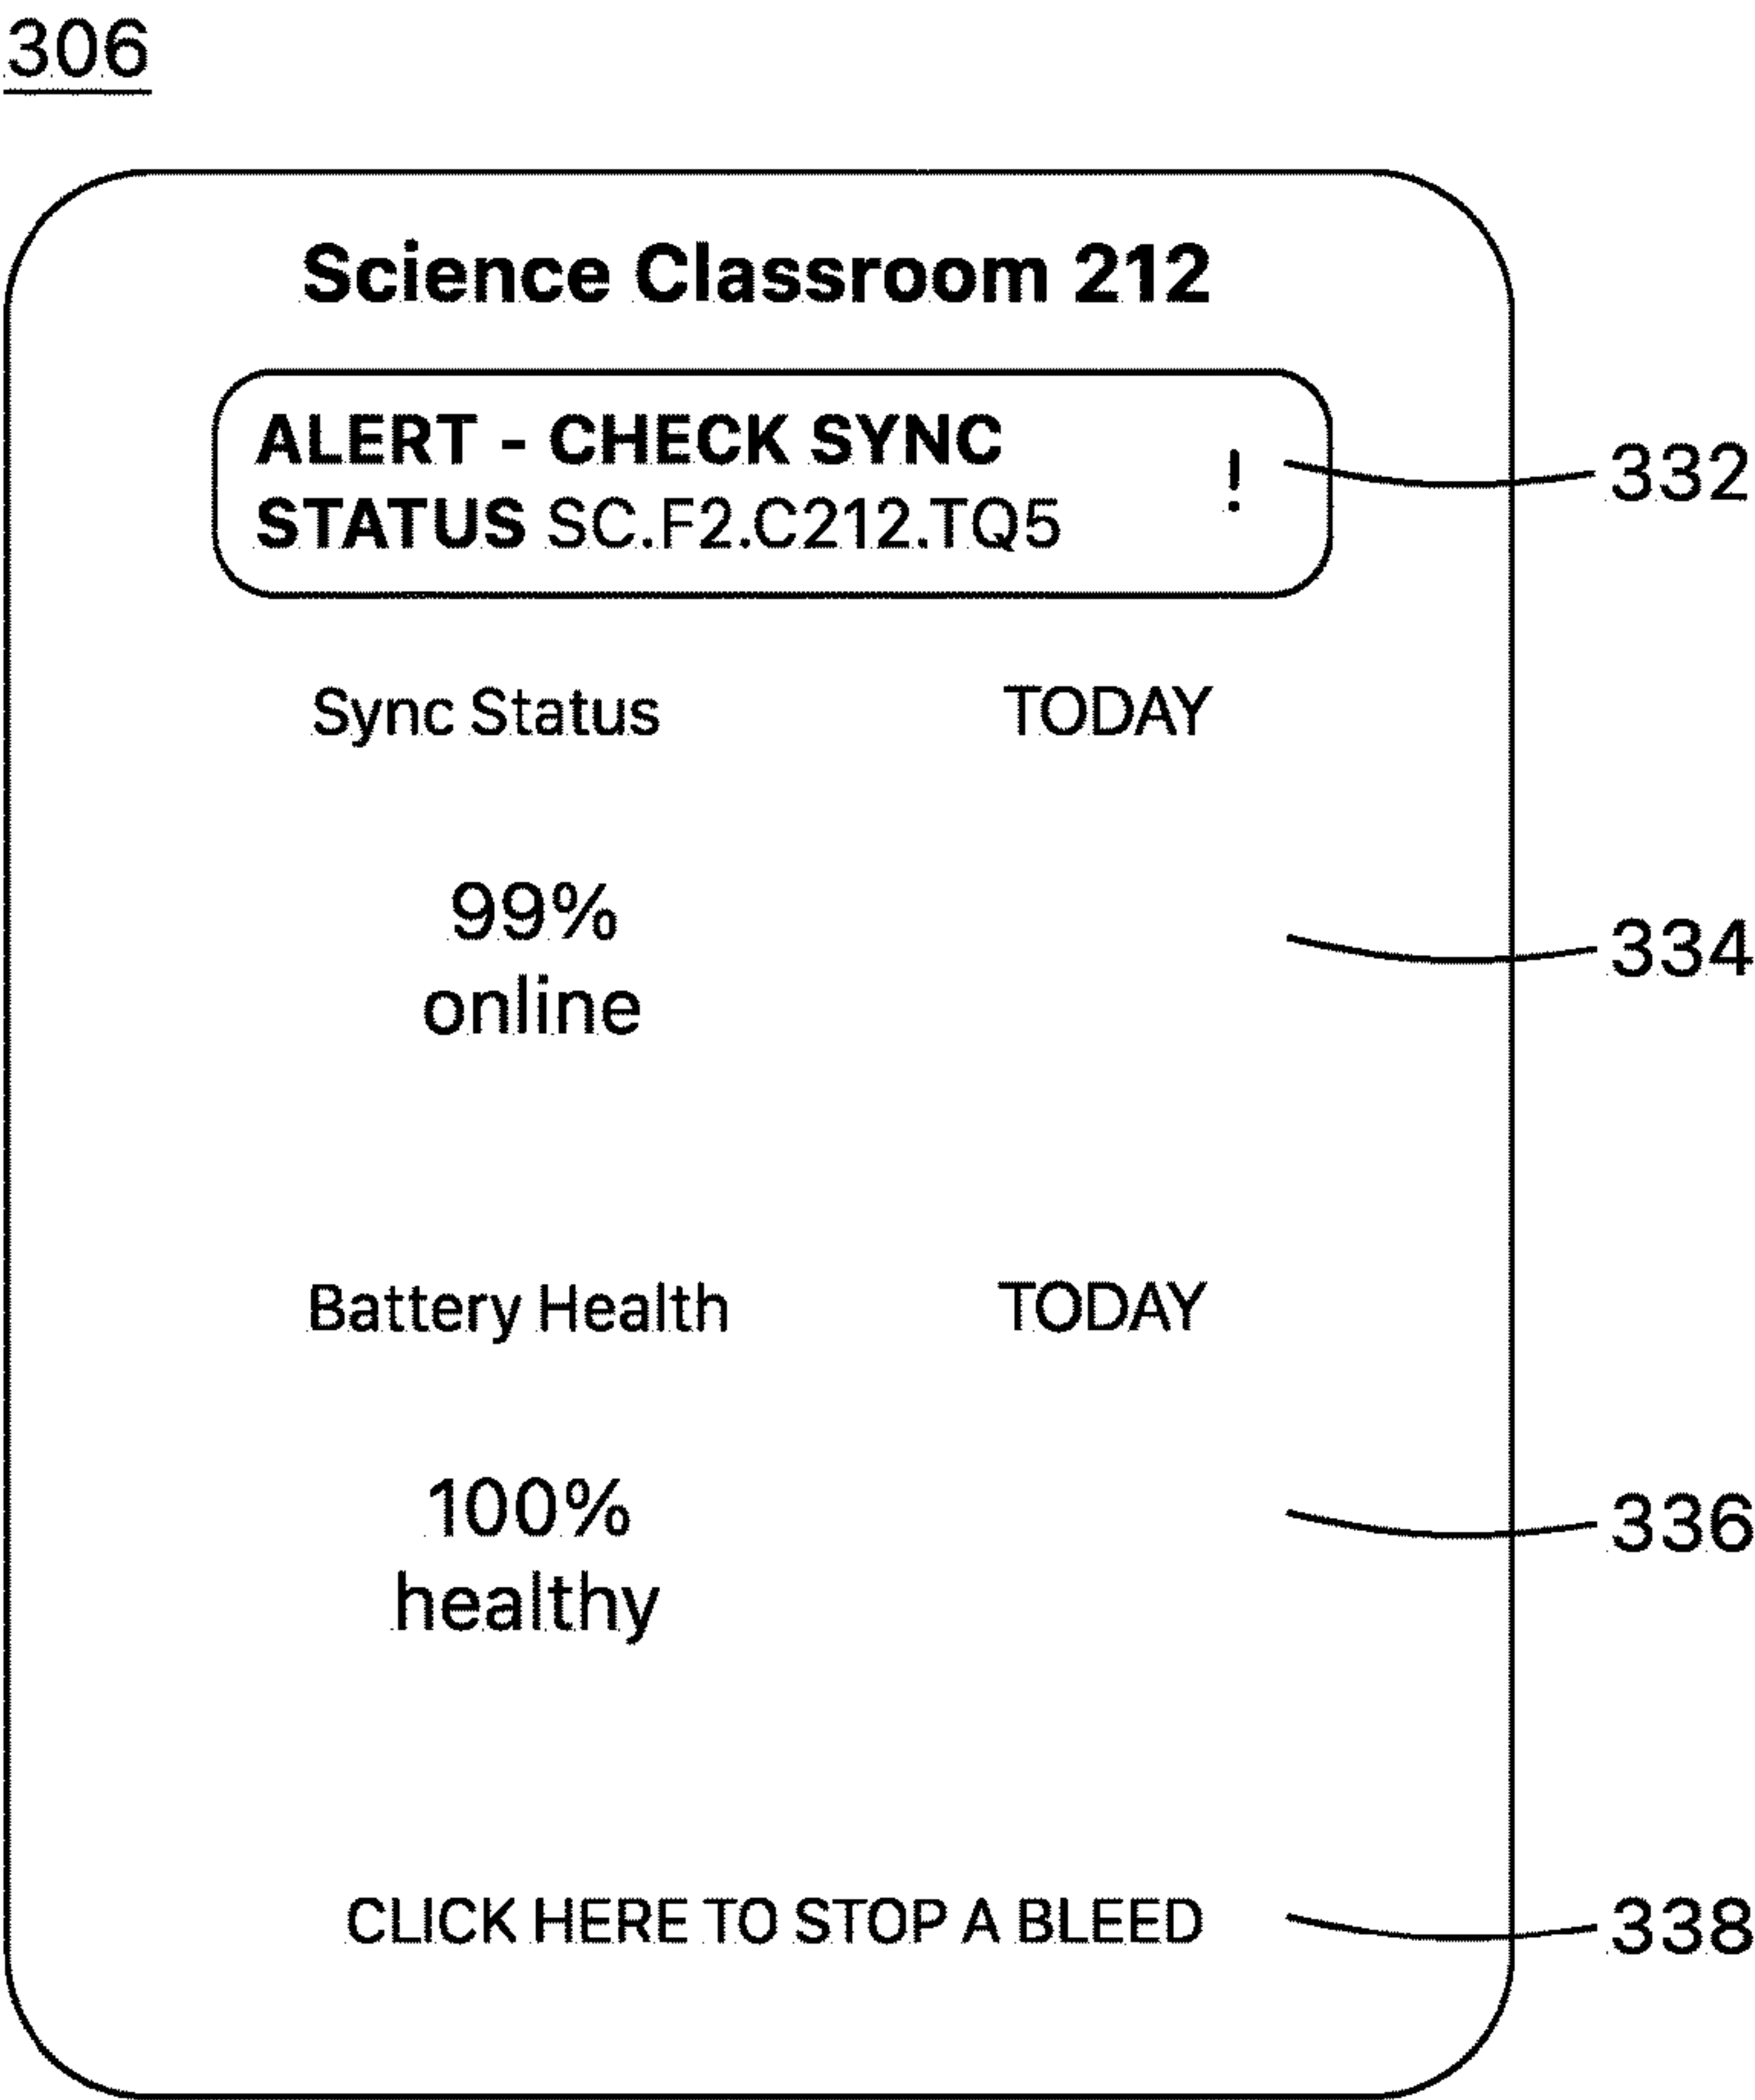 306
Science Classroom 212
ALERT - CHECK SYNC
STATUS SC.F2.C212.TQ5
!
332
Sync Status TODAY
99%
online
334
Battery Health TODAY
100%
healthy
336
CLICK HERE TO STOP A BLEED
338